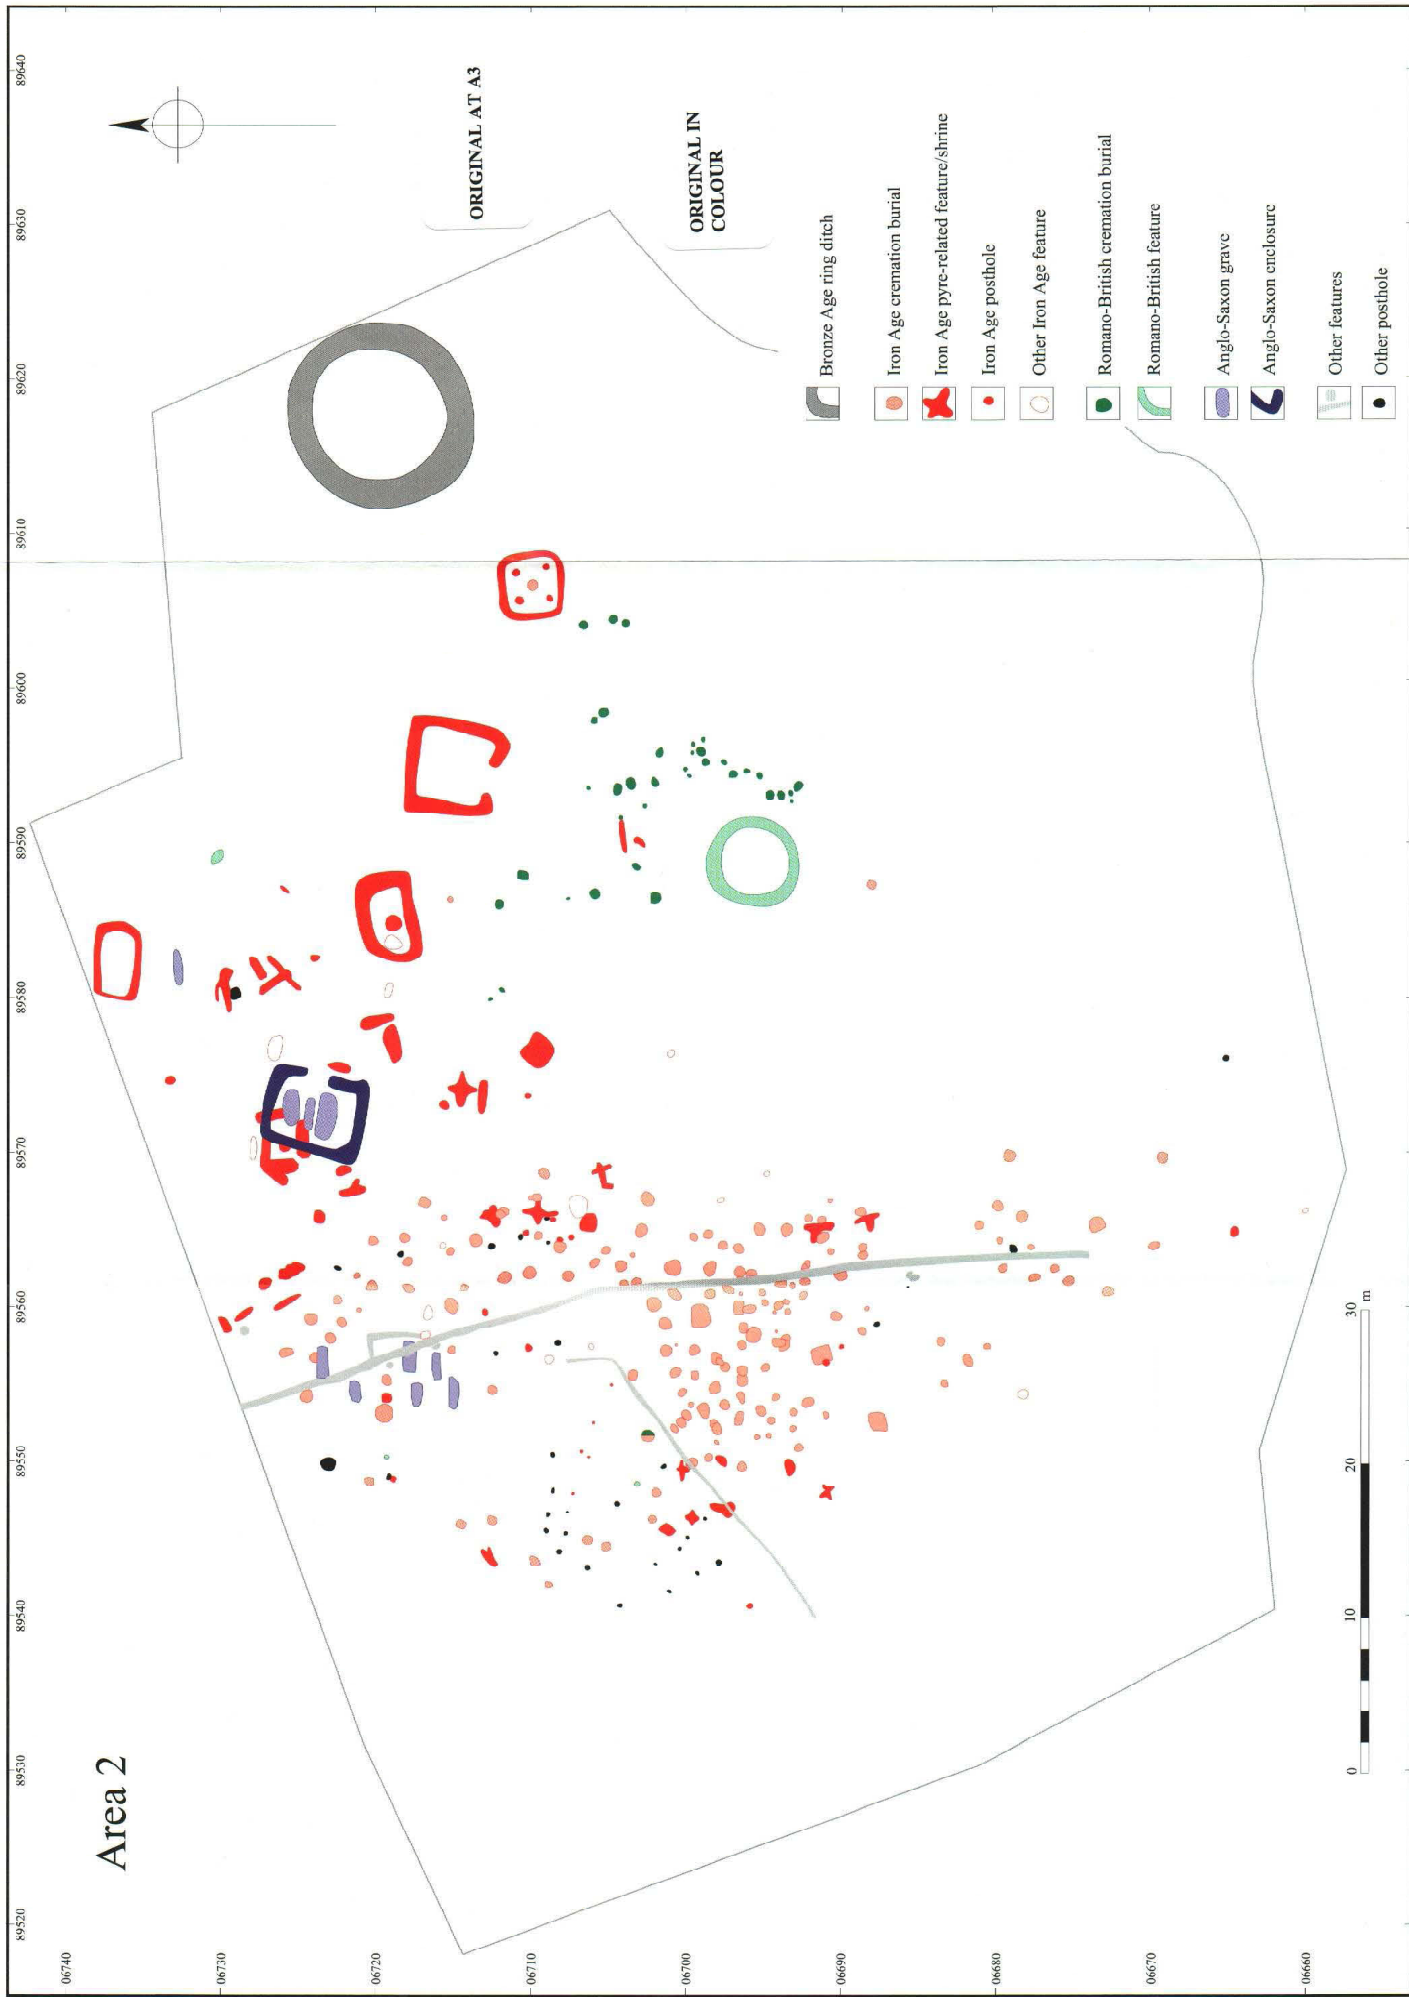 Area 2
89520
89530
89540
89550
89560
89570
89580
89590
89600
89610
89620
89630
89640
06740
06730
06720
06710
06700
06690
06680
06670
06660
ORIGINAL AT A3
ORIGINAL IN
COLOUR
Bronze Age ring ditch
Iron Age cremation burial
Iron Age pyre-related feature/shrine
Iron Age posthole
Other Iron Age feature
Romano-British cremation burial
Romano-British feature
Anglo-Saxon grave
Anglo-Saxon enclosure
Other features
Other posthole
0 10 20 30 m